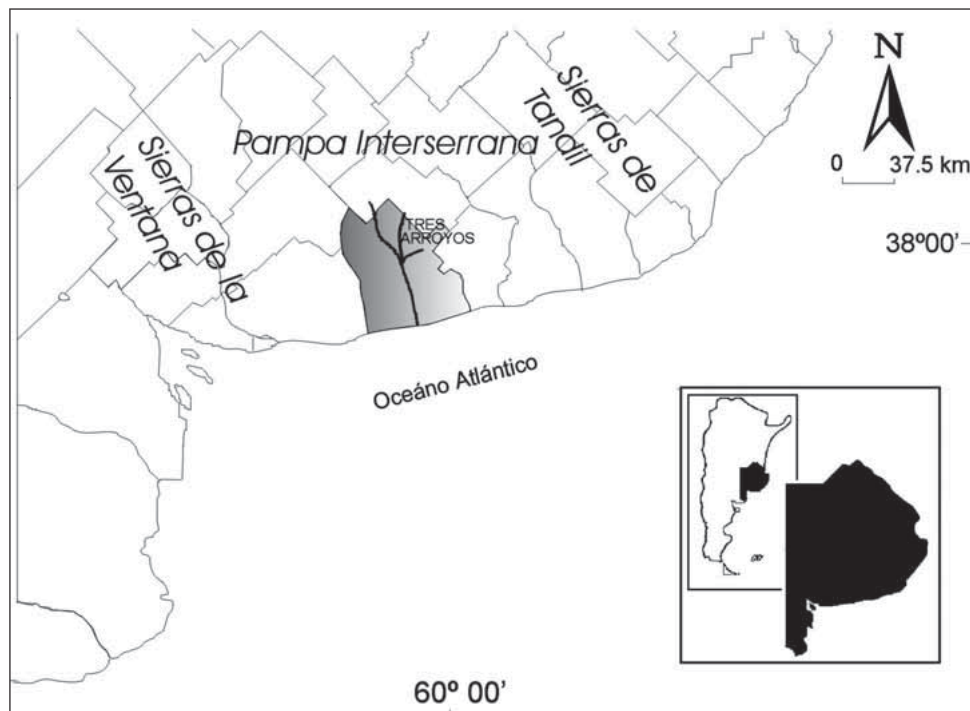 N
0 37.5 km
38º00'
Sierras de
Tandil
Pampa Interserrana
Sierras de la
Ventana
TRES
ARROYOS
Oceáno Atlántico
60º 00'